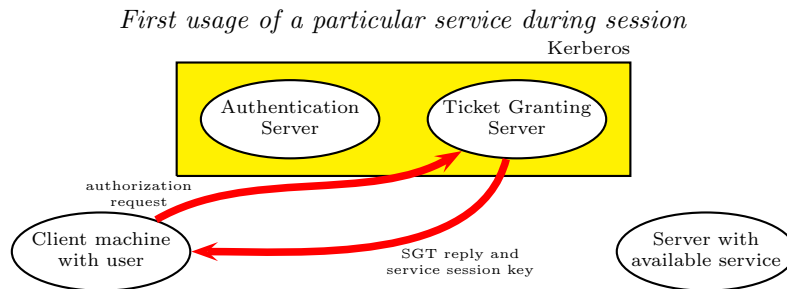 First usage of a particular service during session
Kerberos
Authentication
Server
Ticket Granting
Server
authorization
request
Client machine
with user
SGT reply and
service session key
Server with
available service